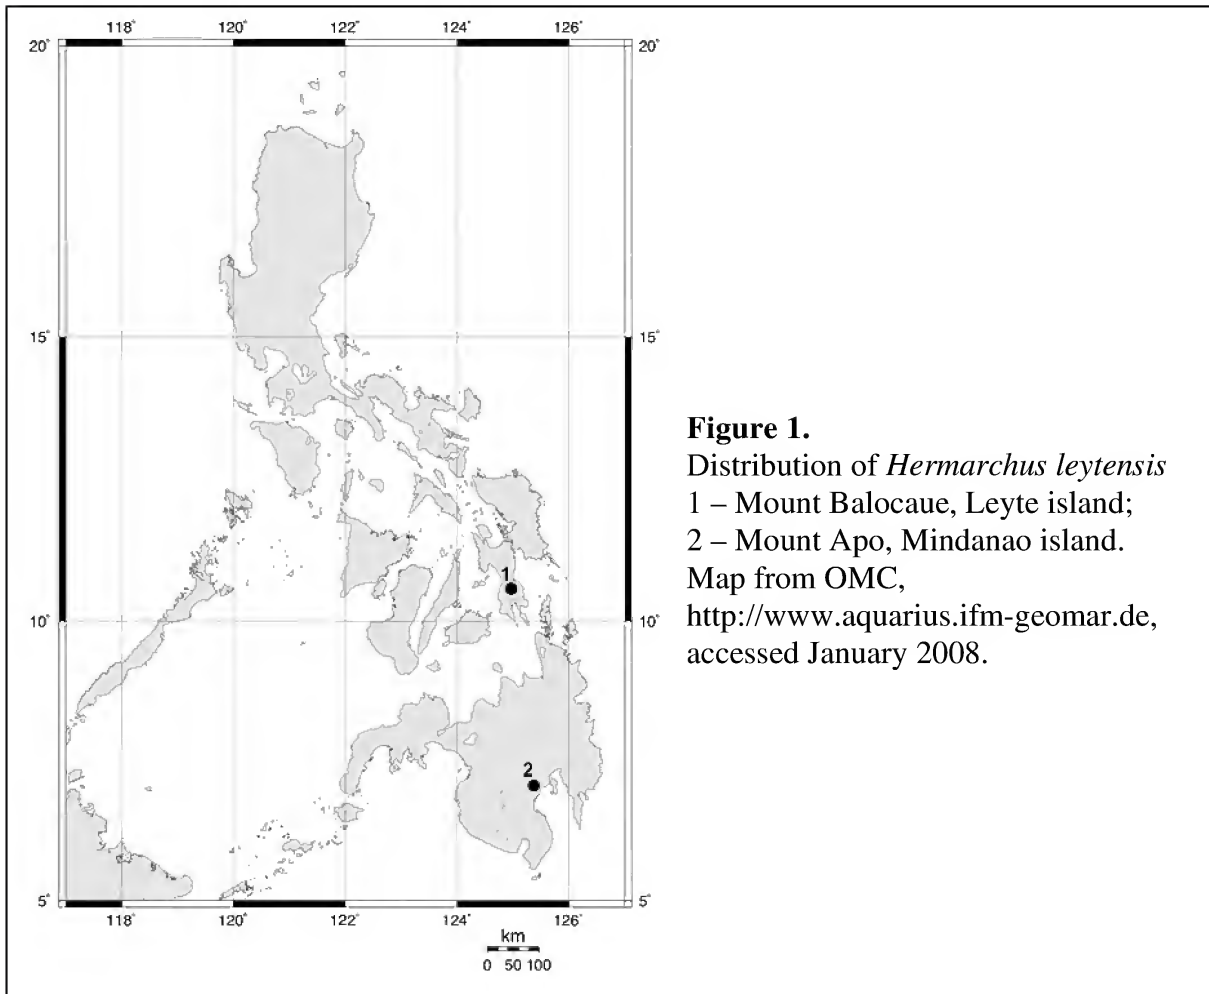 118° 120° 122° 124° 126°
20° 20°
15° 15°
1
10° 10°
2
5° 5°
118° 120° 122° 124° 126°
km
0 50 100
Figure 1.
Distribution of Hermarchus leytensis
1 – Mount Balocaue, Leyte island;
2 – Mount Apo, Mindanao island.
Map from OMC,
http://www.aquarius.ifm-geomar.de,
accessed January 2008.